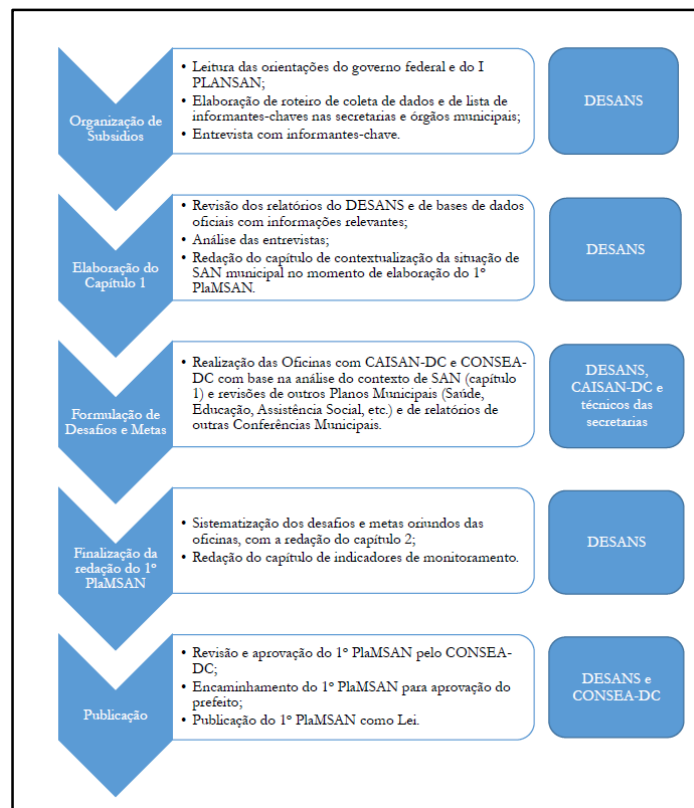 Organização de
Subsídios
• Leitura das orientações do governo federal e do I
PLANSAN;
• Elaboração de roteiro de coleta de dados e de lista de
informantes-chaves nas secretarias e órgãos municipais;
• Entrevista com informantes-chave.
DESANS
Elaboração do
Capítulo 1
• Revisão dos relatórios do DESANS e de bases de dados
oficiais com informações relevantes;
• Análise das entrevistas;
• Redação do capítulo de contextualização da situação de
SAN municipal no momento de elaboração do 1º
PlaMSAN.
DESANS
Formulação de
Desafios e Metas
• Realização das Oficinas com CAISAN-DC e CONSEA-
DC com base na análise do contexto de SAN (capítulo
1) e revisões de outros Planos Municipais (Saúde,
Educação, Assistência Social, etc.) e de relatórios de
outras Conferências Municipais.
DESANS,
CAISAN-DC e
técnicos das
secretarias
Finalização da
redação do 1º
PlaMSAN
• Sistematização dos desafios e metas oriundos das
oficinas, com a redação do capítulo 2;
• Redação do capítulo de indicadores de monitoramento.
DESANS
Publicação
• Revisão e aprovação do 1º PlaMSAN pelo CONSEA-
DC;
• Encaminhamento do 1º PlaMSAN para aprovação do
prefeito;
• Publicação do 1º PlaMSAN como Lei.
DESANS e
CONSEA-DC